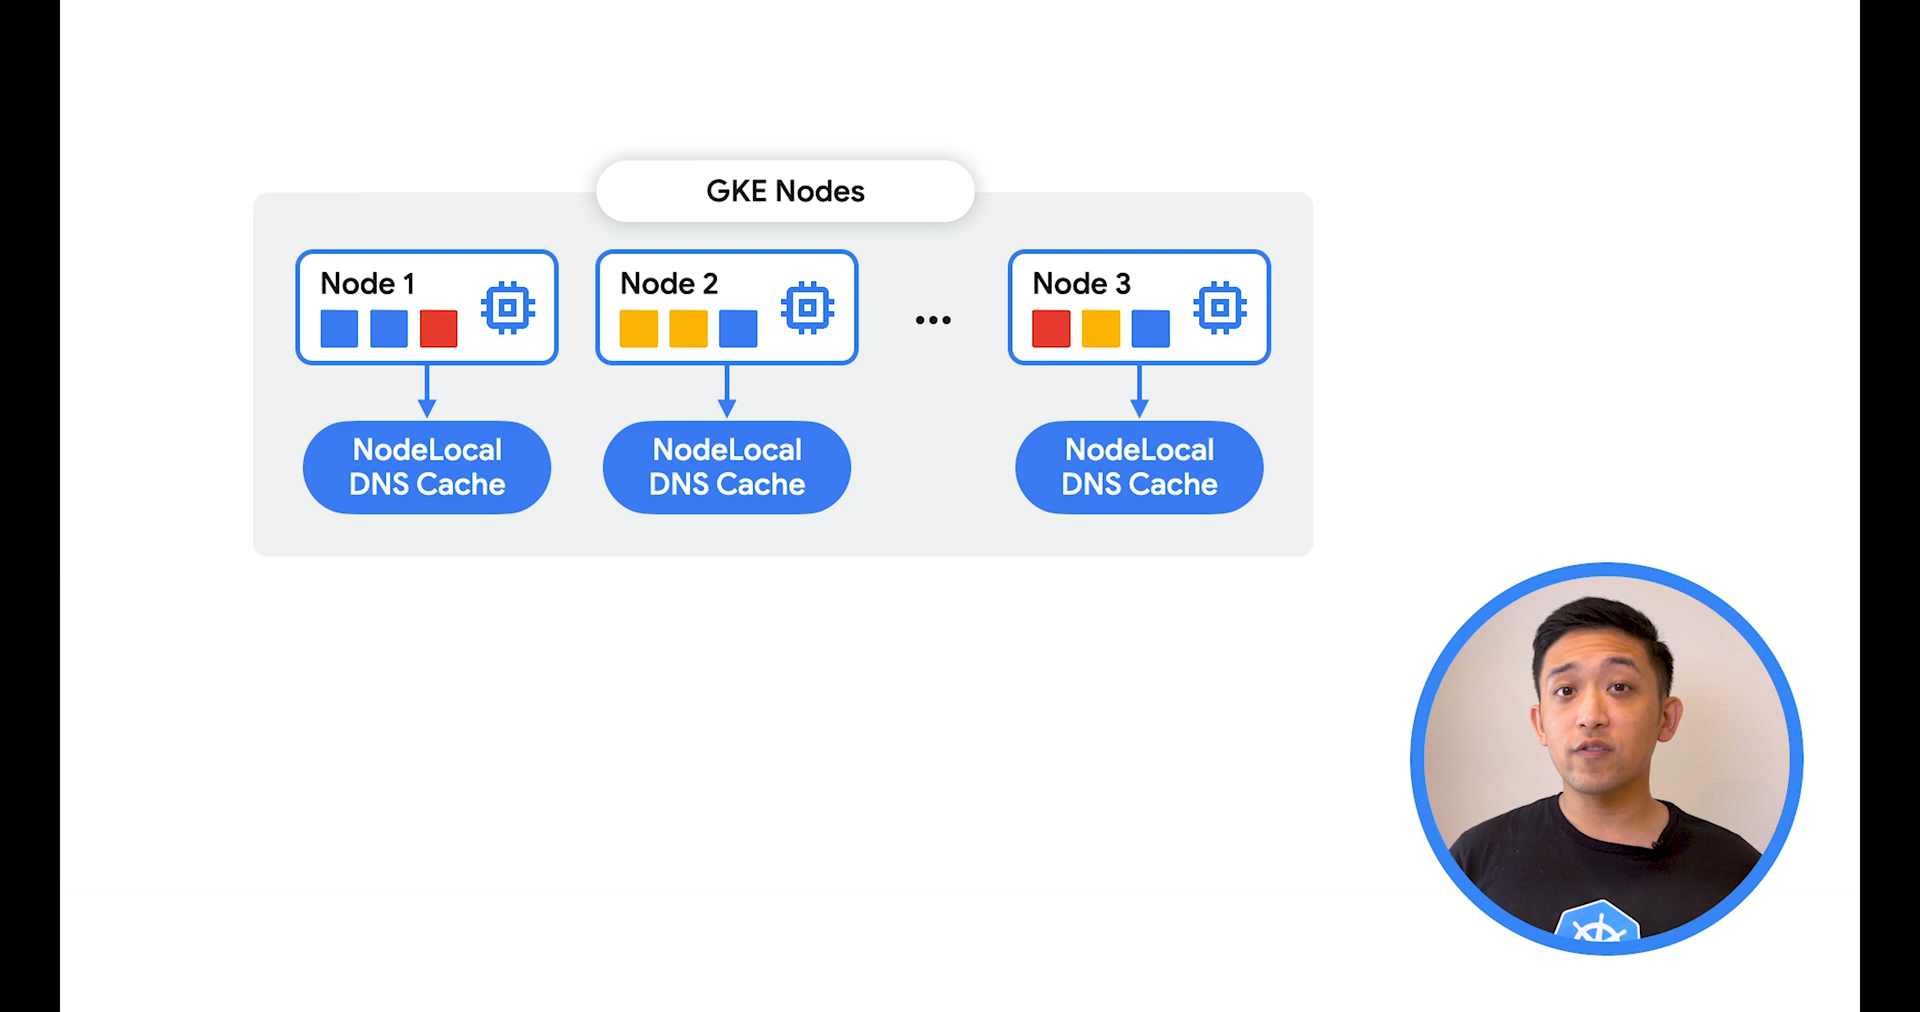 GKE Nodes
Node 1
Node 2
...
Node 3
NodeLocal
DNS Cache
NodeLocal
DNS Cache
NodeLocal
DNS Cache